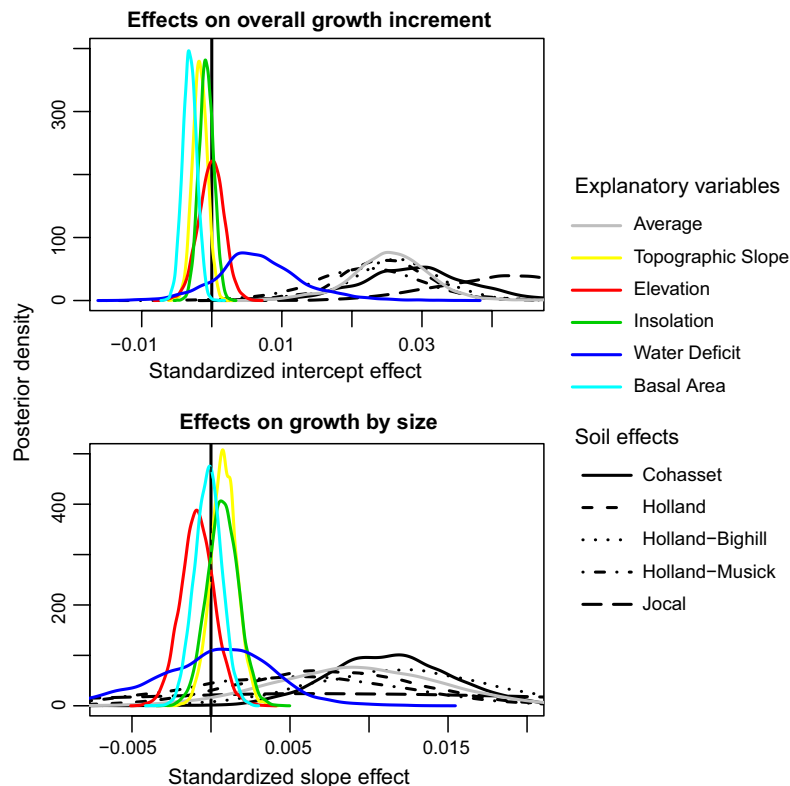 Effects on overall growth increment
300
100
0
−0.01
0.01
0.03
Standardized intercept effect
Posterior density
Effects on growth by size
400
200
0
−0.005
0.005
0.015
Standardized slope effect
Explanatory variables
Average
Topographic Slope
Elevation
Insolation
Water Deficit
Basal Area
Soil effects
Cohasset
Holland
Holland−Bighill
Holland−Musick
Jocal